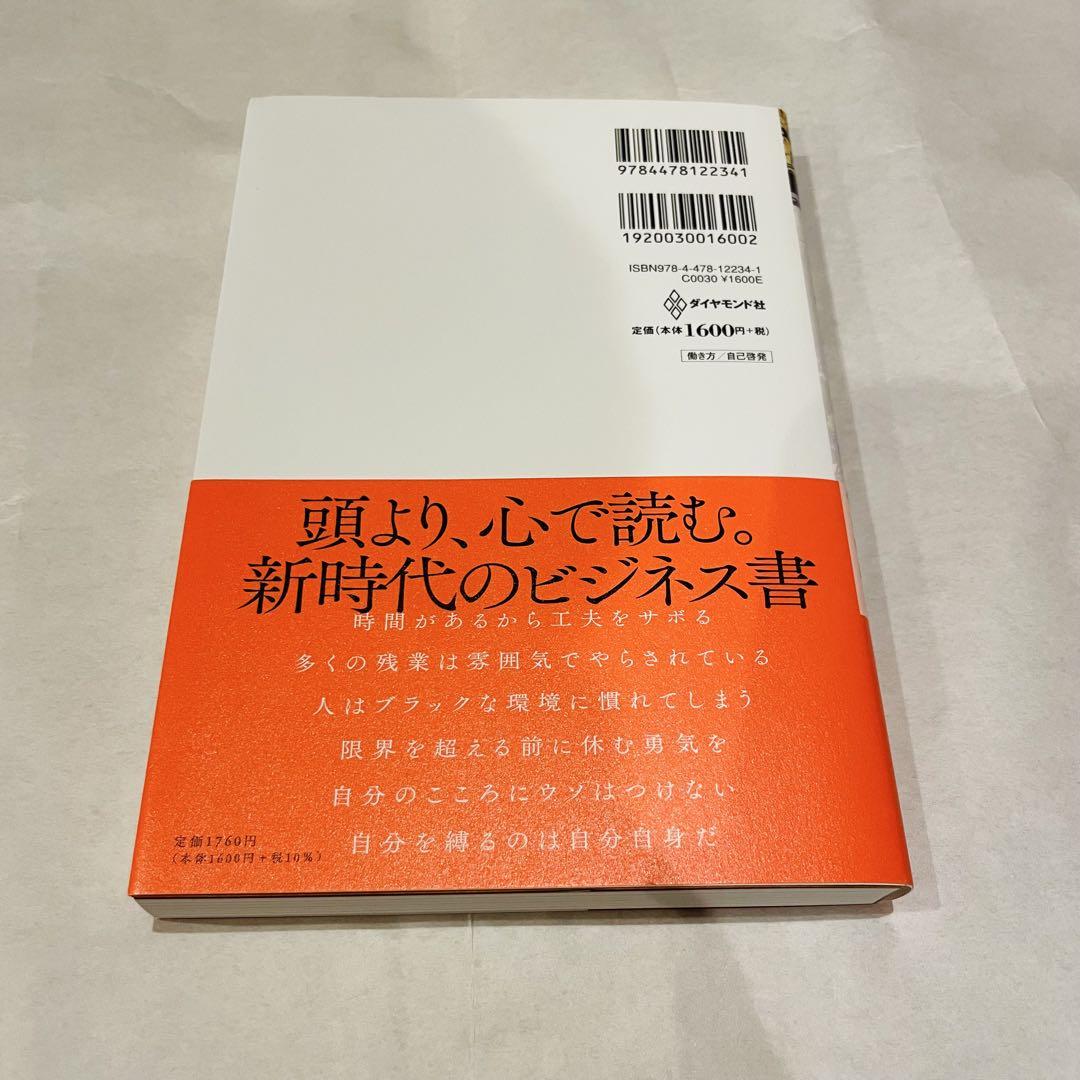 9784478122341
1920030016002
ISBN978-4-478-12234-1
C0030 ¥1600E
ダイヤモンド社
定価(本体1600円+税)
働き方/自己啓発
頭より、心で読む。
新時代のビジネス書
時間があるから工夫をサボる
多くの残業は雰囲気でやらされている
人はブラックな環境に慣れてしまう
限界を超える前に休む勇気を
自分のこころにウソはつけない
自分を縛るのは自分自身だ
定価1760円
(本体1600円+税10%)